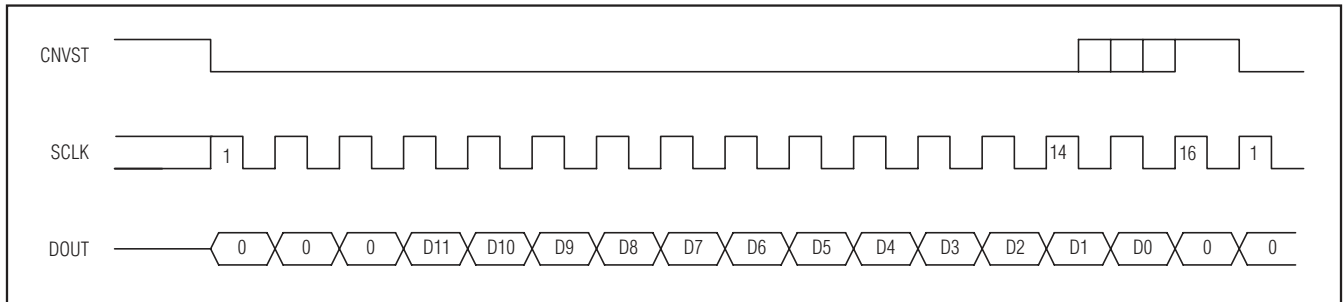 CNVST
SCLK 1 14 16 1
DOUT 0 0 0 D11 D10 D9 D8 D7 D6 D5 D4 D3 D2 D1 D0 0 0